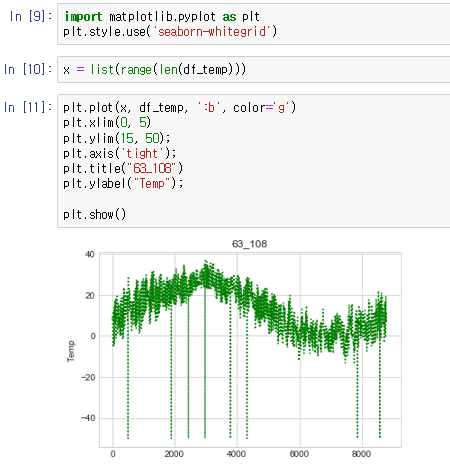 In [9]: import matplotlib.pyplot as plt
plt.style.use('seaborn-whitegrid')
In [10]: x = list(range(len(df_temp)))
In [11]: plt.plot(x, df_temp, ':b', color='g')
plt.xlim(0, 5)
plt.ylim(15, 50);
plt.axis('tight');
plt.title("63_108")
plt.ylabel("Temp");
plt.show()
63_108
40
20
0
−20
−40
Temp
0 2000 4000 6000 8000